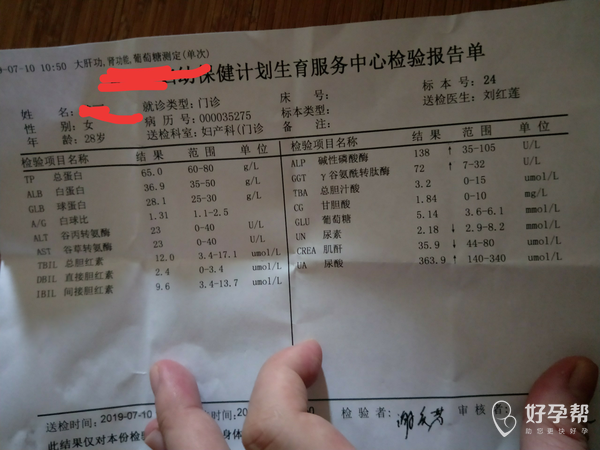 -07-10 10:50 大肝功,肾功能,葡萄糖测定(单次)
幼保健计划生育服务中心检验报告单
姓 名: 就诊类型: 门诊 床 号: 标 本 号: 24
性 别: 女 病 历 号: 000035275 标本类型: 送检医生: 刘红莲
年 龄: 28岁 送检科室: 妇产科(门诊 备 注:
检验项目名称 结 果 范 围 单 位
TP 总蛋白 65.0 60-80 g/L
ALB 白蛋白 36.9 35-50 g/L
GLB 球蛋白 28.1 25-30 g/L
A/G 白球比 1.31 1.1-2.5
ALT 谷丙转氨酶 23 0-40 U/L
AST 谷草转氨酶 23 0-40 U/L
TBIL 总胆红素 12.0 3.4-17.1 umol/L
DBIL 直接胆红素 2.4 0-3.4 umol/L
IBIL 间接胆红素 9.6 3.4-13.7 umol/L
检验项目名称 结 果 范 围 单 位
ALP 碱性磷酸酶 138 ↑ 35-105 U/L
GGT γ谷氨酰转肽酶 72 ↑ 7-32 U/L
TBA 总胆汁酸 3.2 0-15 umol/L
CG 甘胆酸 1.84 0-10 mg/L
GLU 葡萄糖 5.14 3.6-6.1 mmol/L
UN 尿素 2.18 ↓ 2.9-8.2 mmol/L
CREA 肌酐 35.9 ↓ 44-80 umol/L
UA 尿酸 363.9 ↑ 140-340 umol/L
送检时间: 2019-07-10 时间: 20 0 检 验 者: 审 核 者:
此结果仅对本份检验
好孕帮
助您更快好孕